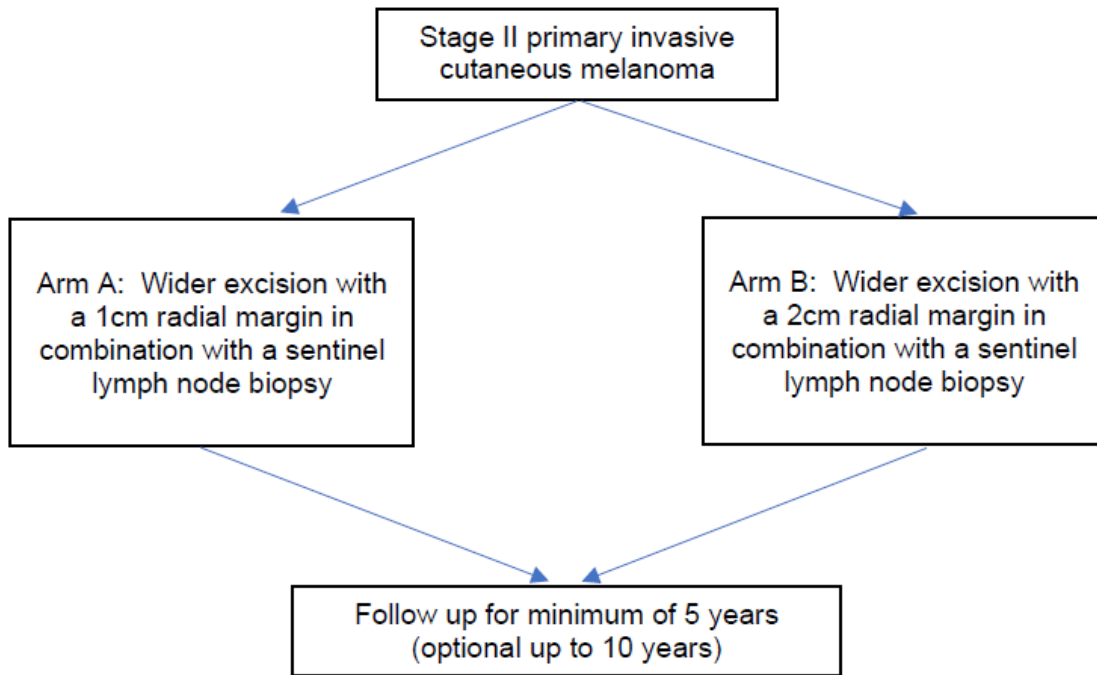 Stage II primary invasive
cutaneous melanoma
Arm A:  Wider excision with
a 1cm radial margin in
combination with a sentinel
lymph node biopsy
Arm B:  Wider excision with
a 2cm radial margin in
combination with a sentinel
lymph node biopsy
Follow up for minimum of 5 years
(optional up to 10 years)